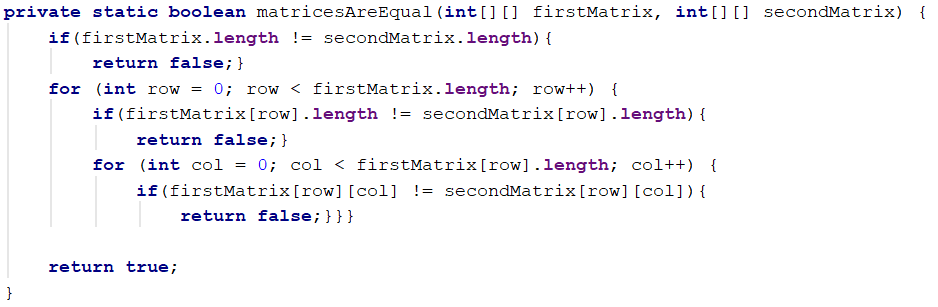 private static boolean matricesAreEqual(int[][] firstMatrix, int[][] secondMatrix) {
    if(firstMatrix.length != secondMatrix.length){
        return false;}
    for (int row = 0; row < firstMatrix.length; row++) {
        if(firstMatrix[row].length != secondMatrix[row].length){
            return false;}
        for (int col = 0; col < firstMatrix[row].length; col++) {
            if(firstMatrix[row][col] != secondMatrix[row][col]){
                return false;}}}
    return true;
}